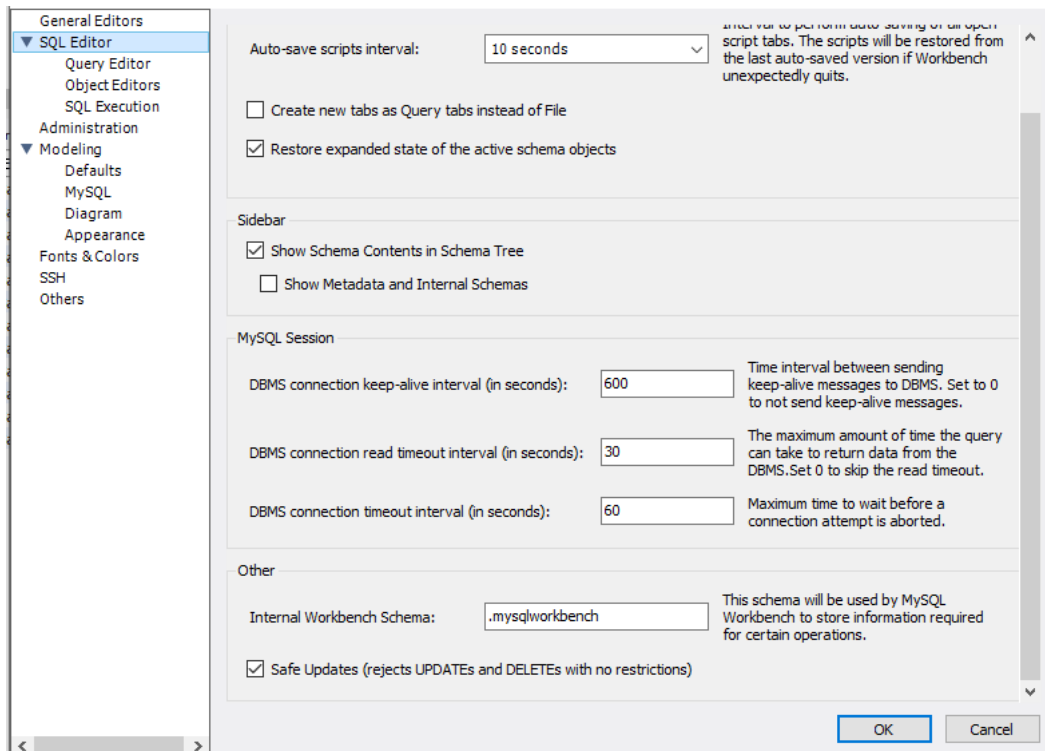 General Editors
SQL Editor
Query Editor
Object Editors
SQL Execution
Administration
Modeling
Defaults
MySQL
Diagram
Appearance
Fonts & Colors
SSH
Others
Interval to perform auto-saving of all open
script tabs. The scripts will be restored from
the last auto-saved version if Workbench
unexpectedly quits.
Auto-save scripts interval:
10 seconds
Create new tabs as Query tabs instead of File
Restore expanded state of the active schema objects
Sidebar
Show Schema Contents in Schema Tree
Show Metadata and Internal Schemas
MySQL Session
DBMS connection keep-alive interval (in seconds):
600
Time interval between sending
keep-alive messages to DBMS. Set to 0
to not send keep-alive messages.
DBMS connection read timeout interval (in seconds):
30
The maximum amount of time the query
can take to return data from the
DBMS.Set 0 to skip the read timeout.
DBMS connection timeout interval (in seconds):
60
Maximum time to wait before a
connection attempt is aborted.
Other
Internal Workbench Schema:
.mysqlworkbench
This schema will be used by MySQL
Workbench to store information required
for certain operations.
Safe Updates (rejects UPDATEs and DELETEs with no restrictions)
OK
Cancel